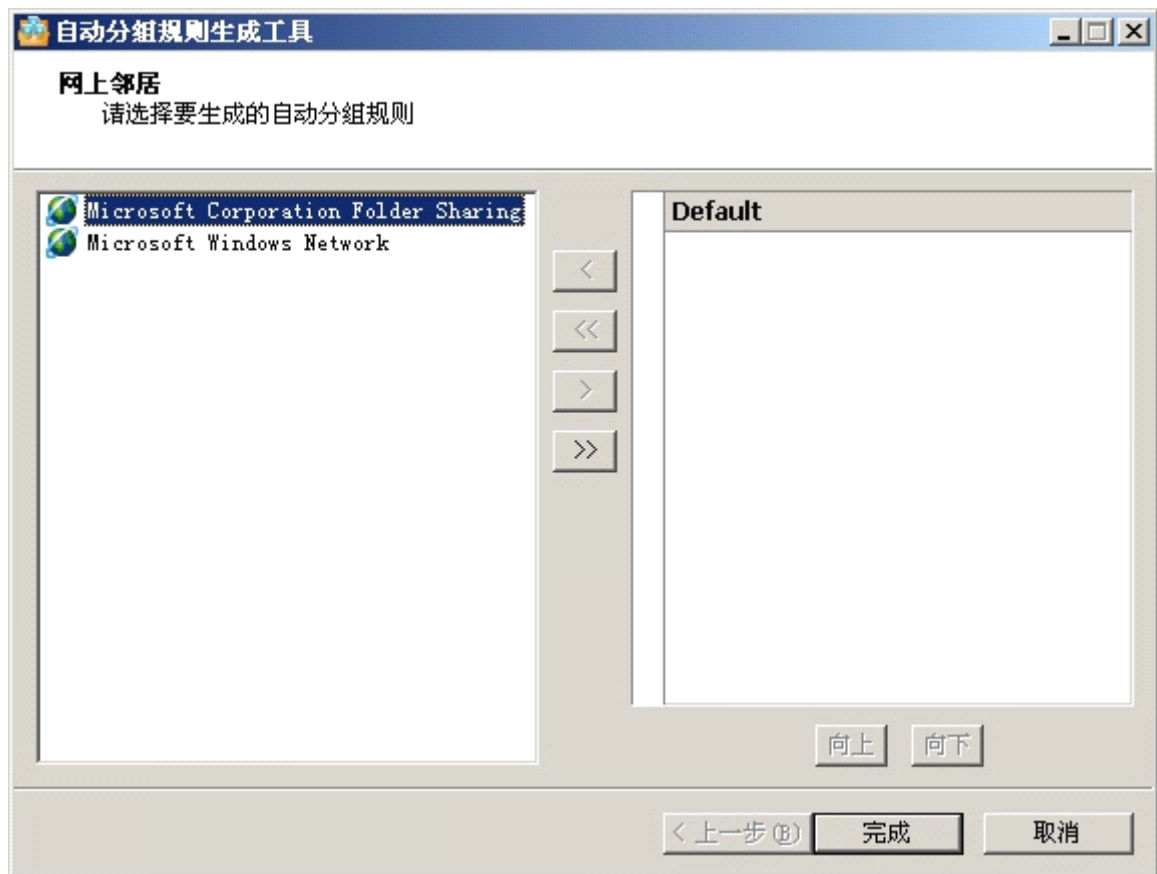 自动分组规则生成工具
网上邻居
请选择要生成的自动分组规则
Microsoft Corporation Folder Sharing
Microsoft Windows Network
<
<<
>
>>
Default
向上 向下
< 上一步(B) 完成 取消